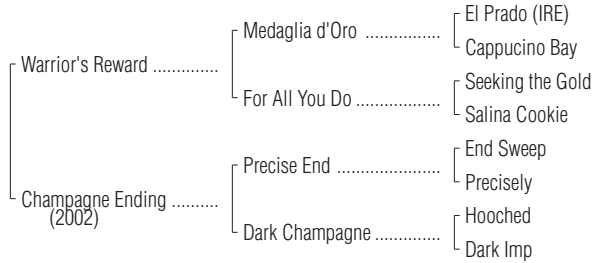 El Prado (IRE)
Medaglia d'Oro ..................
Cappucino Bay
Warrior's Reward ..............
Seeking the Gold
For All You Do ....................
Salina Cookie
End Sweep
Precise End ........................
Precisely
Champagne Ending ..........
(2002)
Hooched
Dark Champagne ...............
Dark Imp